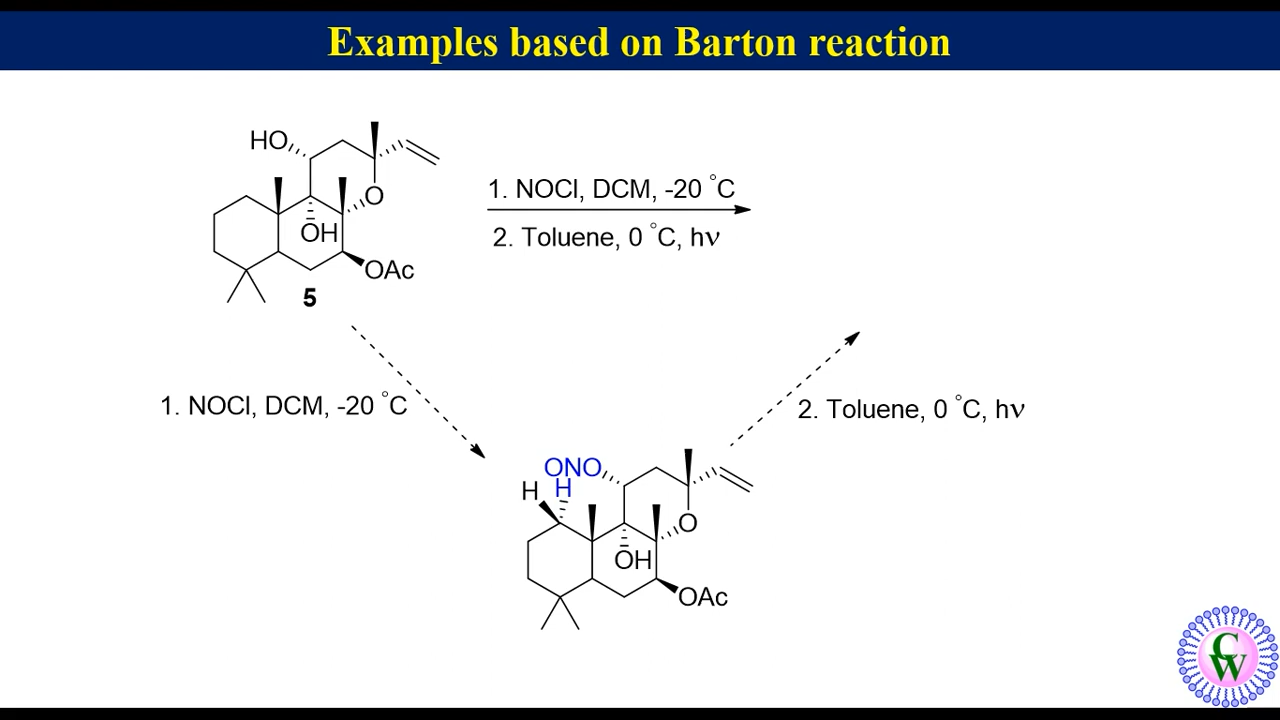 Examples based on Barton reaction
HO
O
OH
OAc
5
1. NOCl, DCM, -20 °C
2. Toluene, 0 °C, hν
1. NOCl, DCM, -20 °C
2. Toluene, 0 °C, hν
ONO
H
H
O
OH
OAc
CW